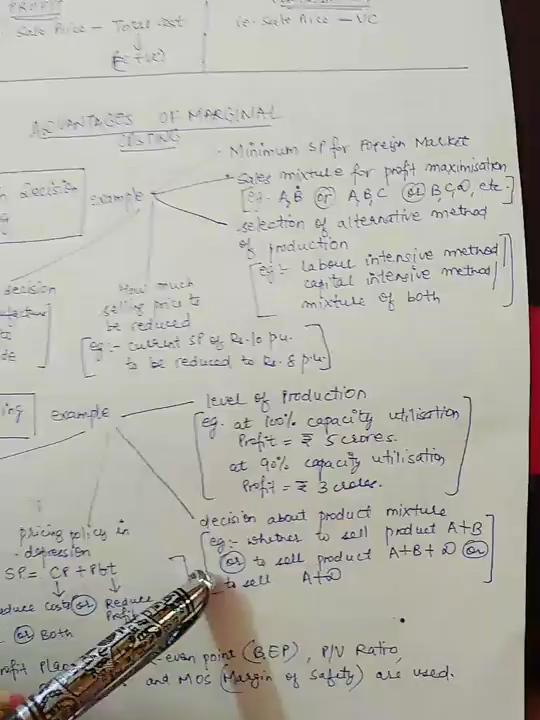 PROFIT
Sale Price - Total Cost
(FC + VC)
i.e. Sale Price - VC
ADVANTAGES OF MARGINAL
COSTING
Minimum SP for Foreign Market
Sales mixture for profit maximisation
[eg. A, B (or) A, B, C (or) B, C, D, etc.]
in decision
example
selection of alternative method
of production
[eg:- labour intensive method
capital intensive method
mixture of both]
decision
How much
selling price to
be reduced
[eg:- current SP of Rs. 10 p.u.
to be reduced to Rs. 8 p.u.]
example
level of Production
[eg. at 100% capacity utilisation
Profit = ₹ 5 crores.
at 90% capacity utilisation
Profit = ₹ 3 crores.]
decision about product mixture
[eg:- whether to sell product A+B
(or) to sell product A+B+D (or)
to sell A+D]
pricing policy in
depression
SP = CP + Pbt
Reduce Costs (or) Reduce
Profit
(or) Both
even point (BEP), P/V Ratio,
and MOS (Margin of Safety) are used.